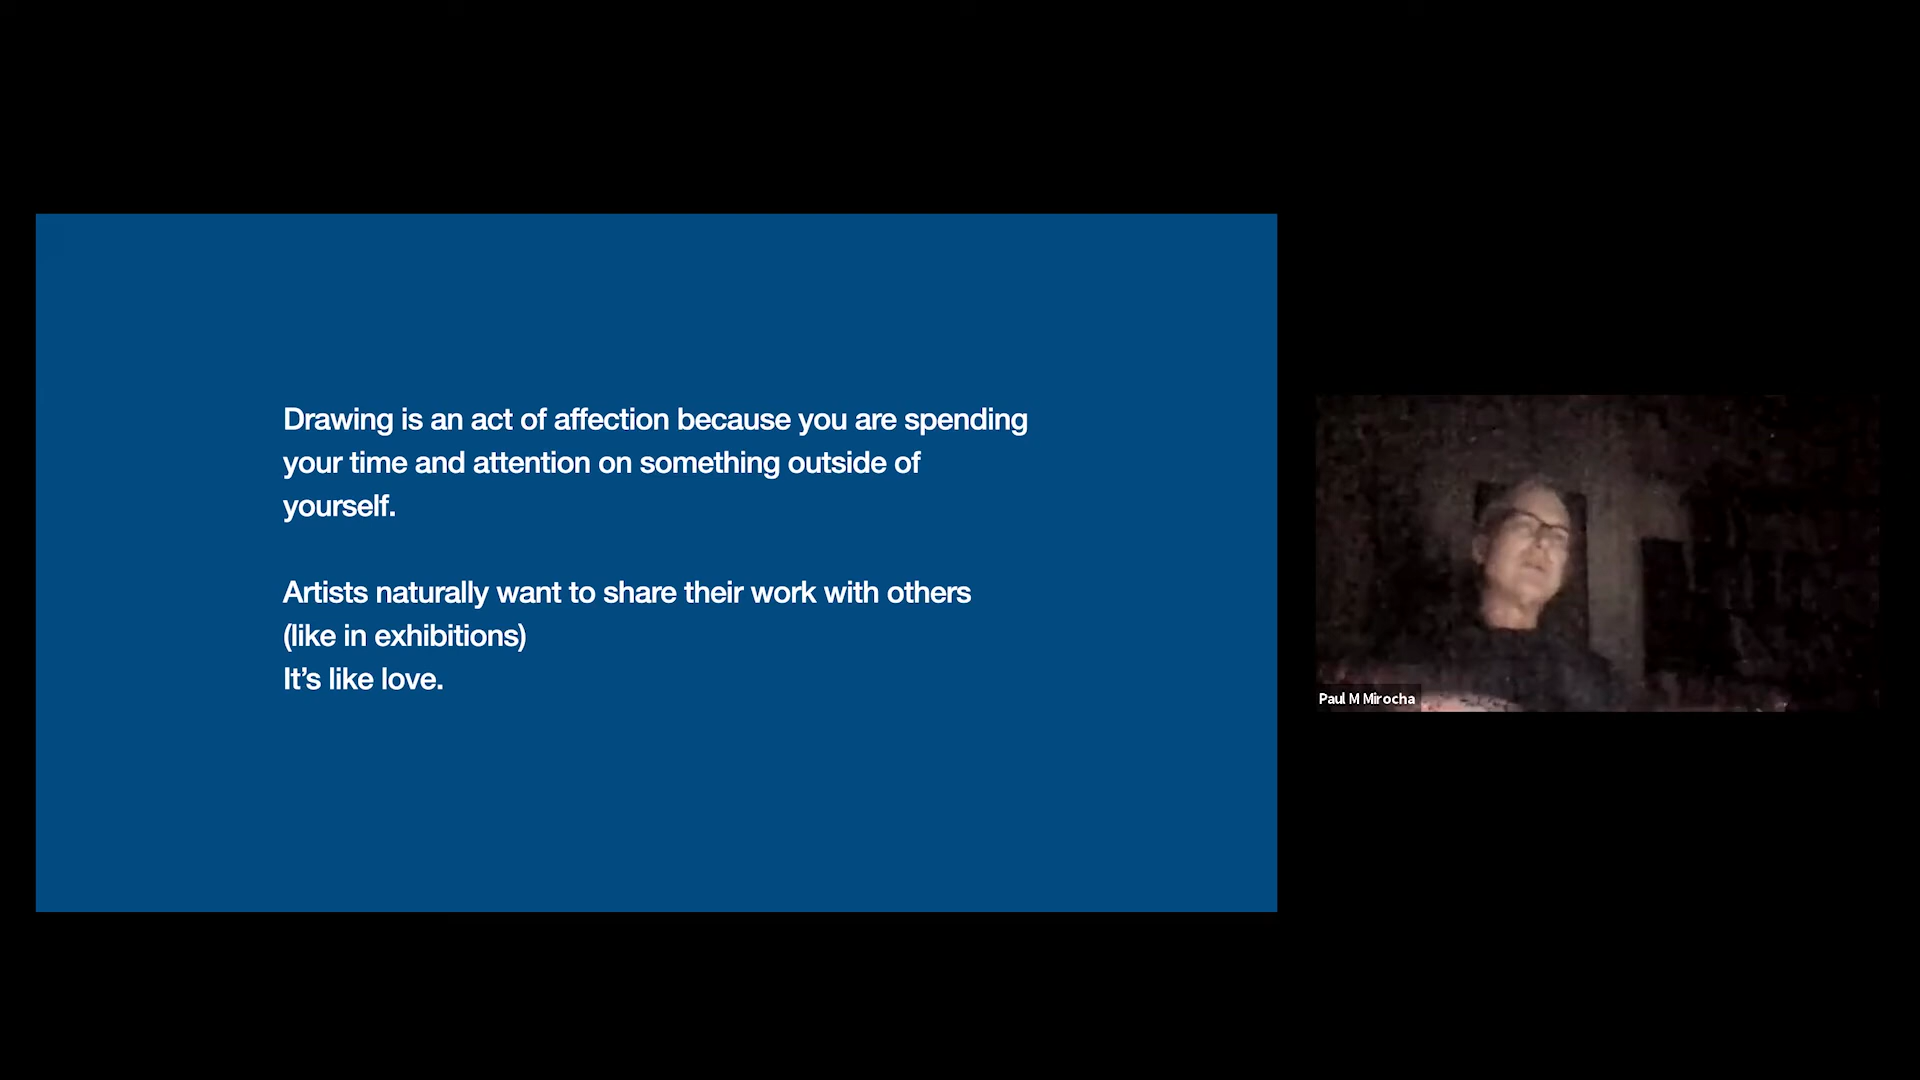 Drawing is an act of affection because you are spending
your time and attention on something outside of
yourself.
Artists naturally want to share their work with others
(like in exhibitions)
It’s like love.
Paul M Mirocha